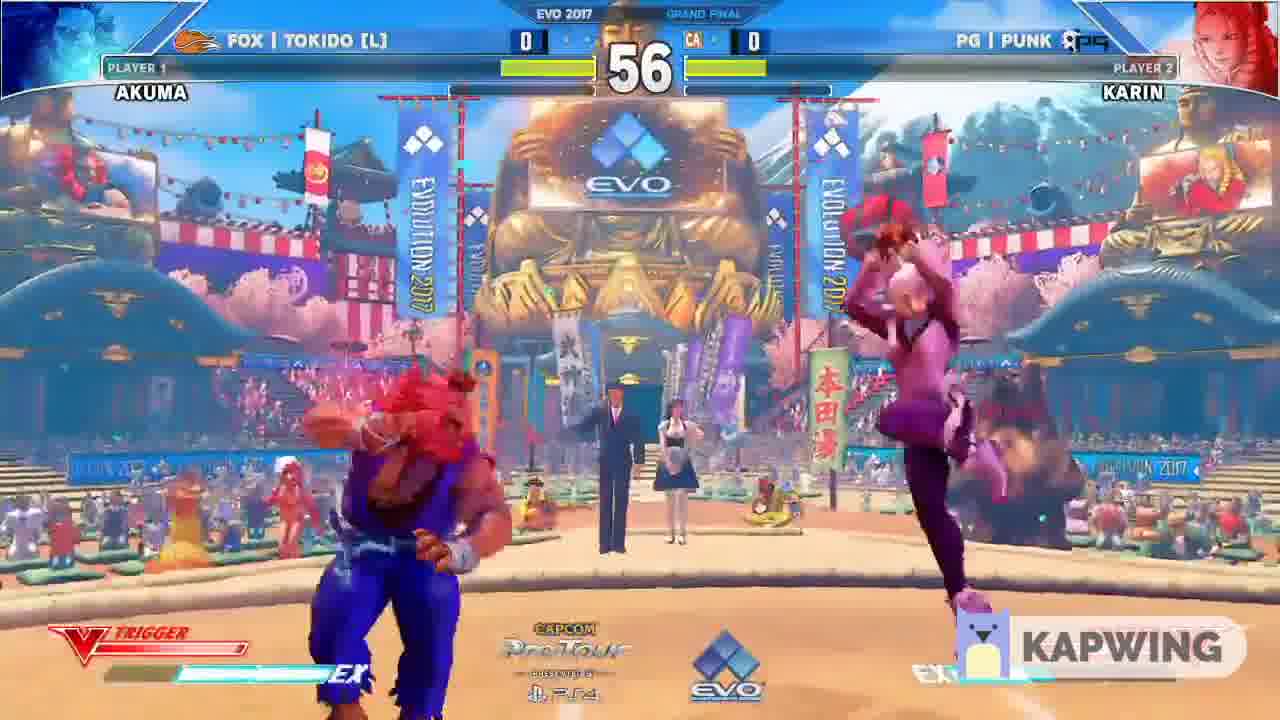 EVO 2017 GRAND FINAL
FOX | TOKIDO [L] 0 56 CA 0 PG | PUNK
PLAYER 1 PLAYER 2
AKUMA KARIN
EVO
EVOLUTION 2017
EVOLUTION 2017
本田
TRIGGER
EX
EX
CAPCOM
PRO TOUR
PS4
EVO
KAPWING